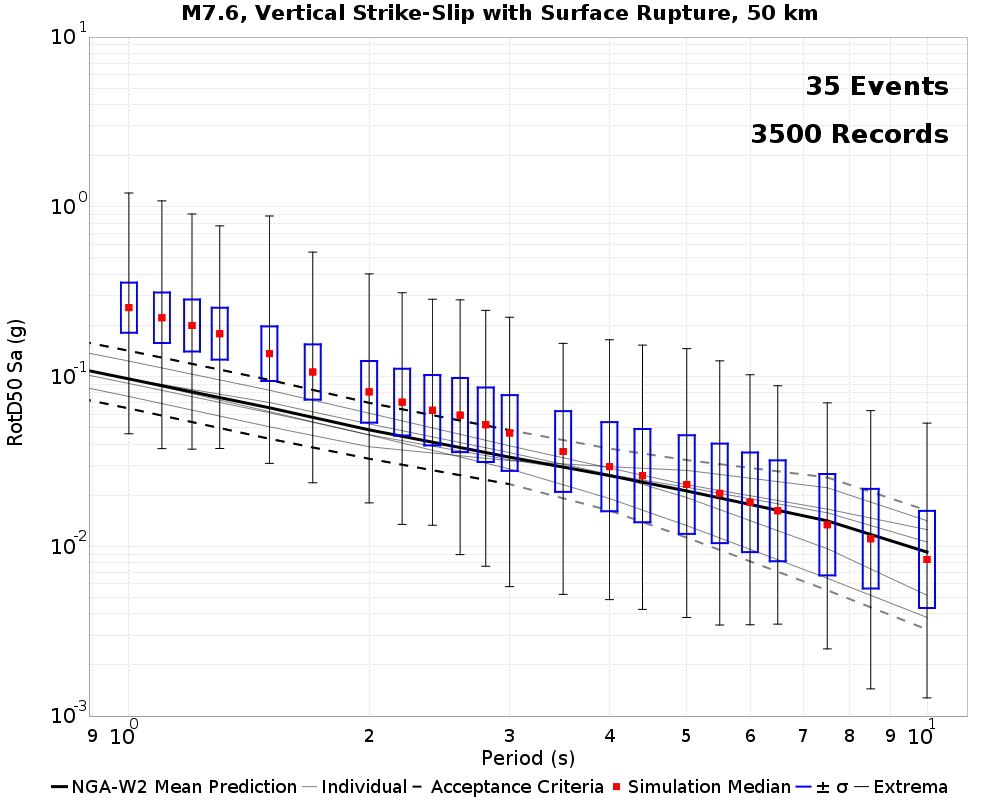 M7.6, Vertical Strike-Slip with Surface Rupture, 50 km
35 Events
3500 Records
RotD50 Sa (g)
10^1
10^0
10^-1
10^-2
10^-3
9 10^0 2 3 4 5 6 7 8 9 10^1
Period (s)
NGA-W2 Mean Prediction Individual Acceptance Criteria Simulation Median ± σ Extrema